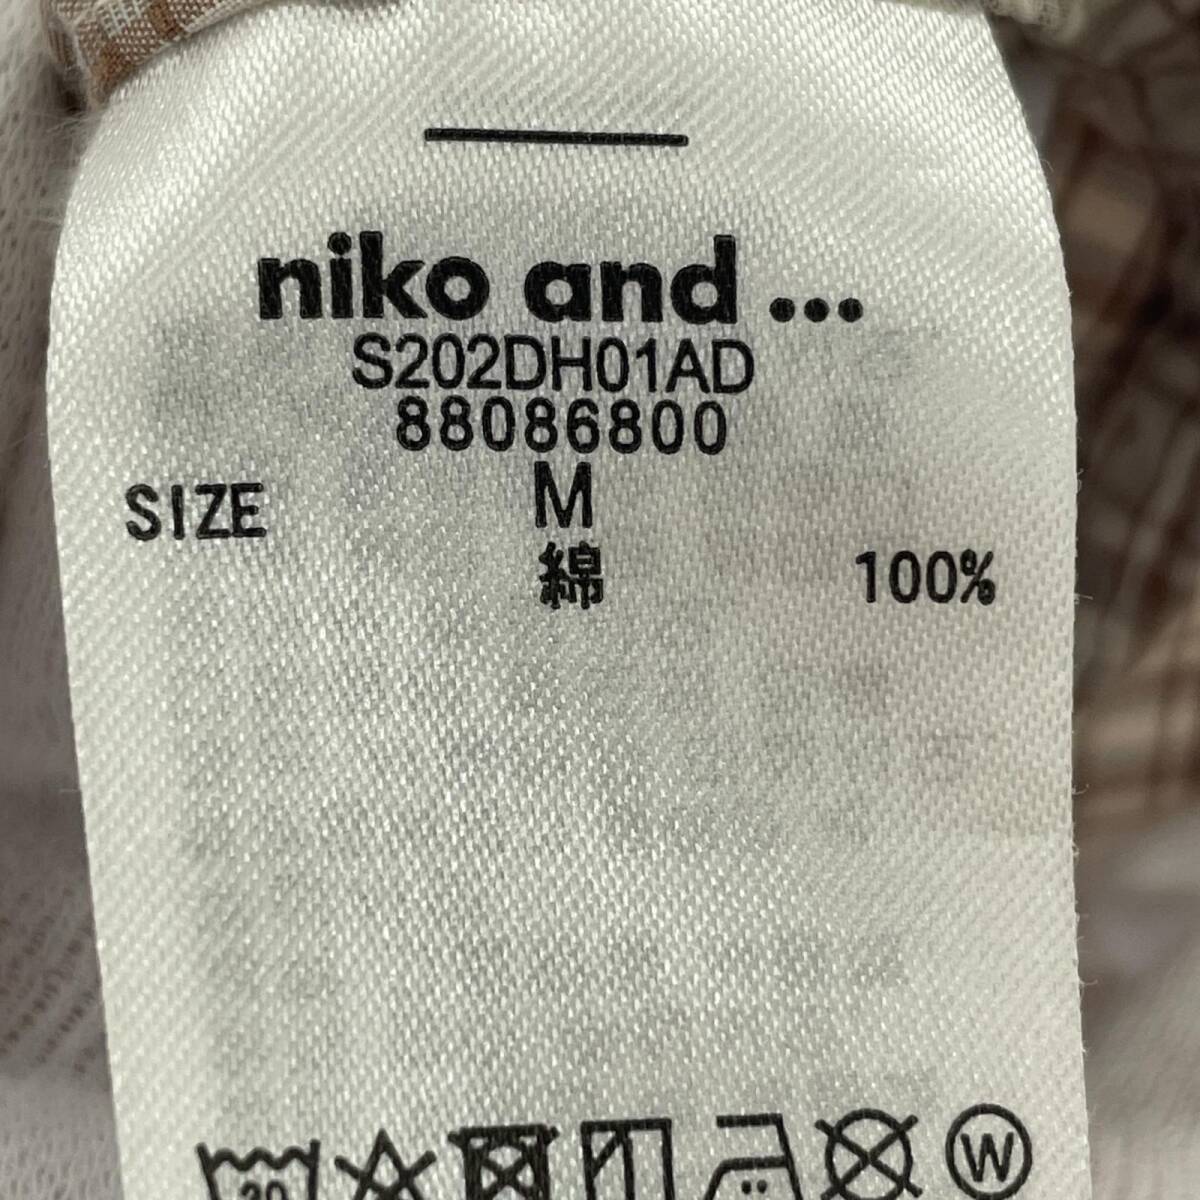 niko and ...
S202DH01AD
88086800
SIZE M
綿 100%
W